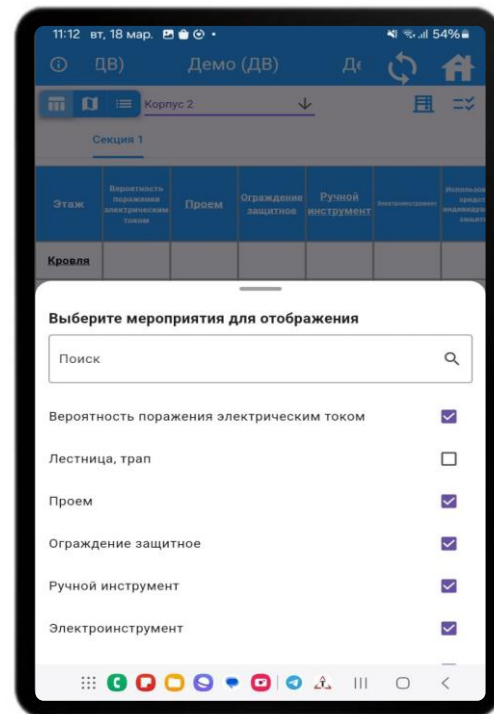 11:12 вт, 18 мар. 54%
ДВ) Демо (ДВ) Де
Корпус 2
Секция 1
Этаж Вероятность поражения электрическим током Проем Ограждение защитное Ручной инструмент Электроинструмент
Кровля
Выберите мероприятия для отображения
Поиск
Вероятность поражения электрическим током
Лестница, трап
Проем
Ограждение защитное
Ручной инструмент
Электроинструмент